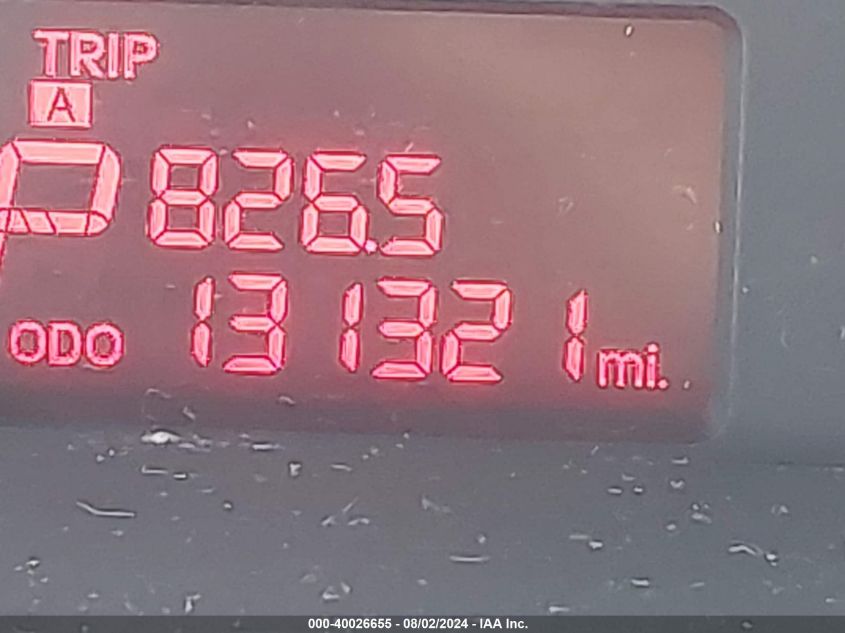 TRIP
A
P 826.5
ODO 131321 mi.
000-40026655 - 08/02/2024 - IAA Inc.